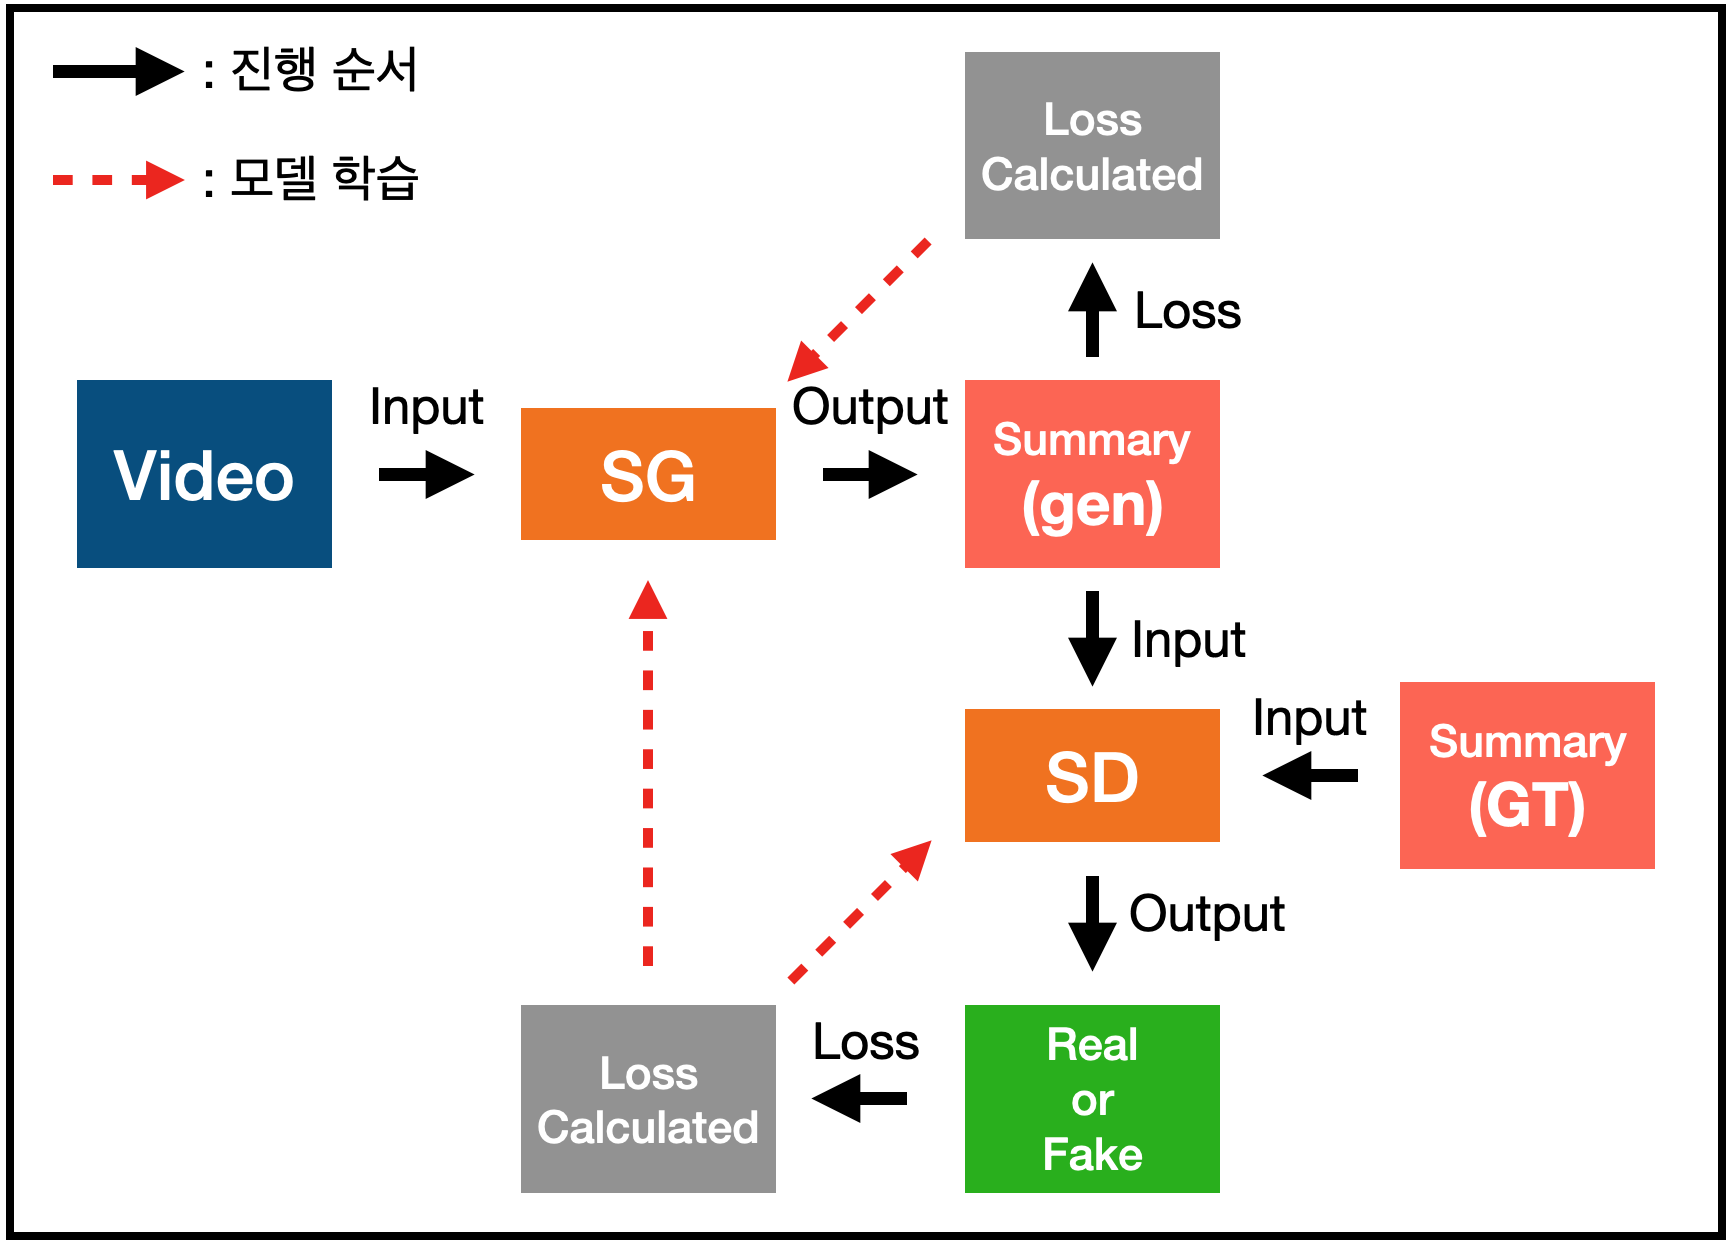 : 진행 순서
: 모델 학습
Loss
Calculated
Loss
Video
Input
SG
Output
Summary
(gen)
Input
SD
Input
Summary
(GT)
Output
Loss
Calculated
Loss
Real
or
Fake